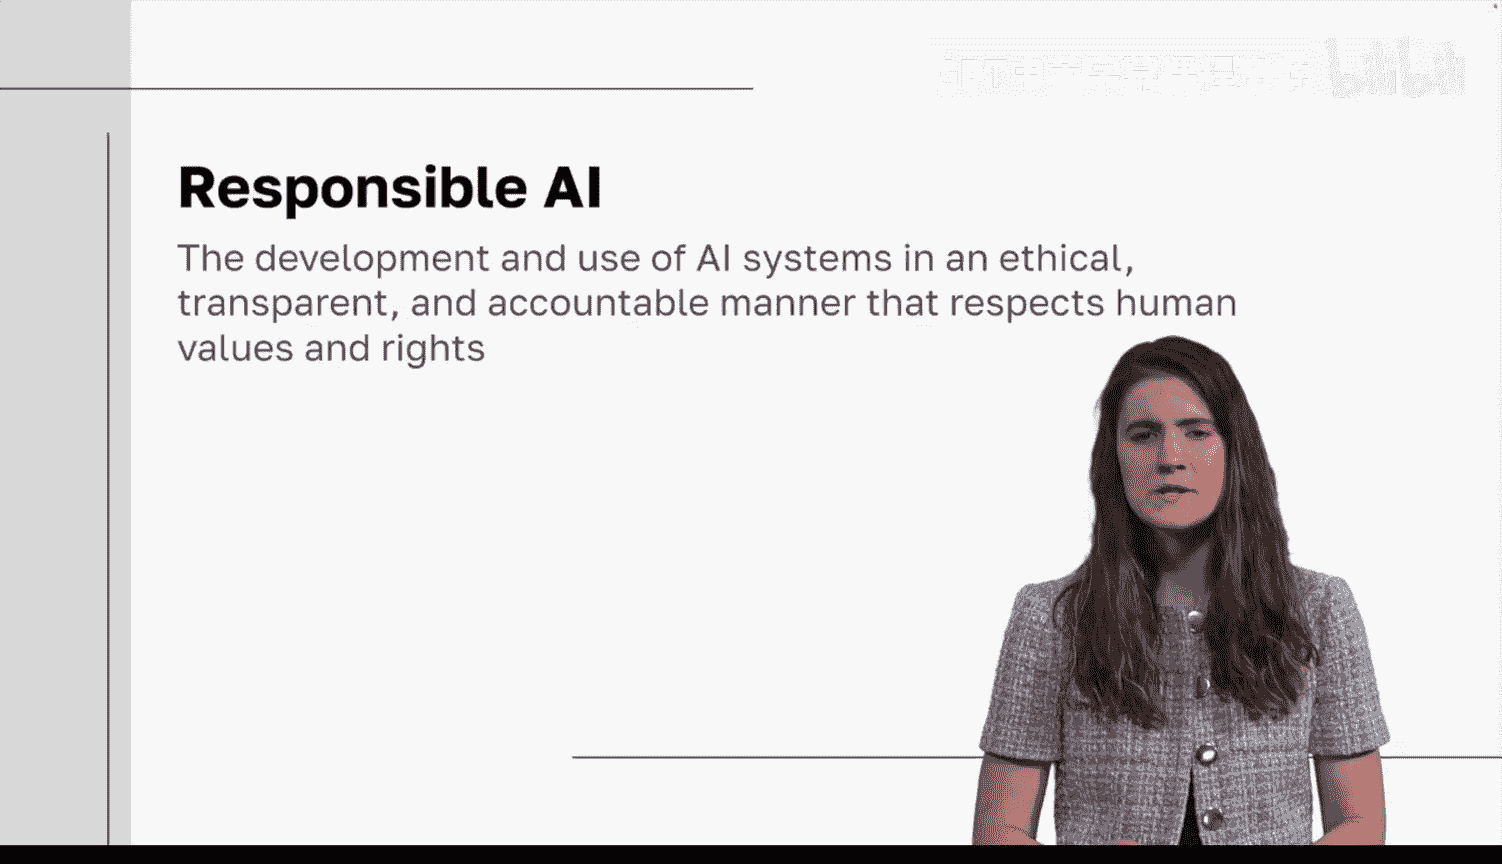 bilibili
Responsible AI
The development and use of AI systems in an ethical,
transparent, and accountable manner that respects human
values and rights